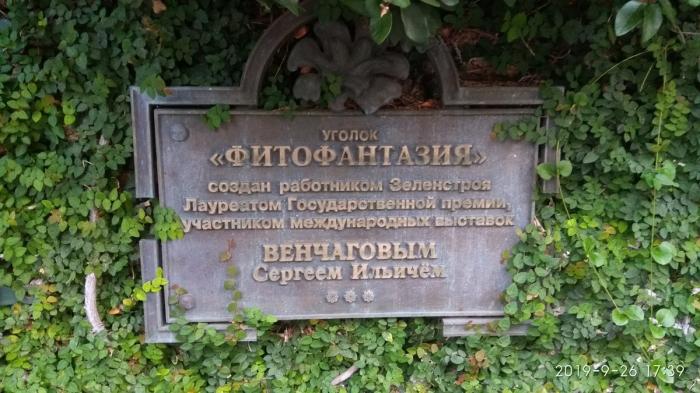 уголок
«ФИТОФАНТАЗИЯ»
создан работником Зеленстроя
Лауреатом Государственной премии,
участником международных выставок
ВЕНЧАГОВЫМ
Сергеем Ильичём
2019-9-26 17:39